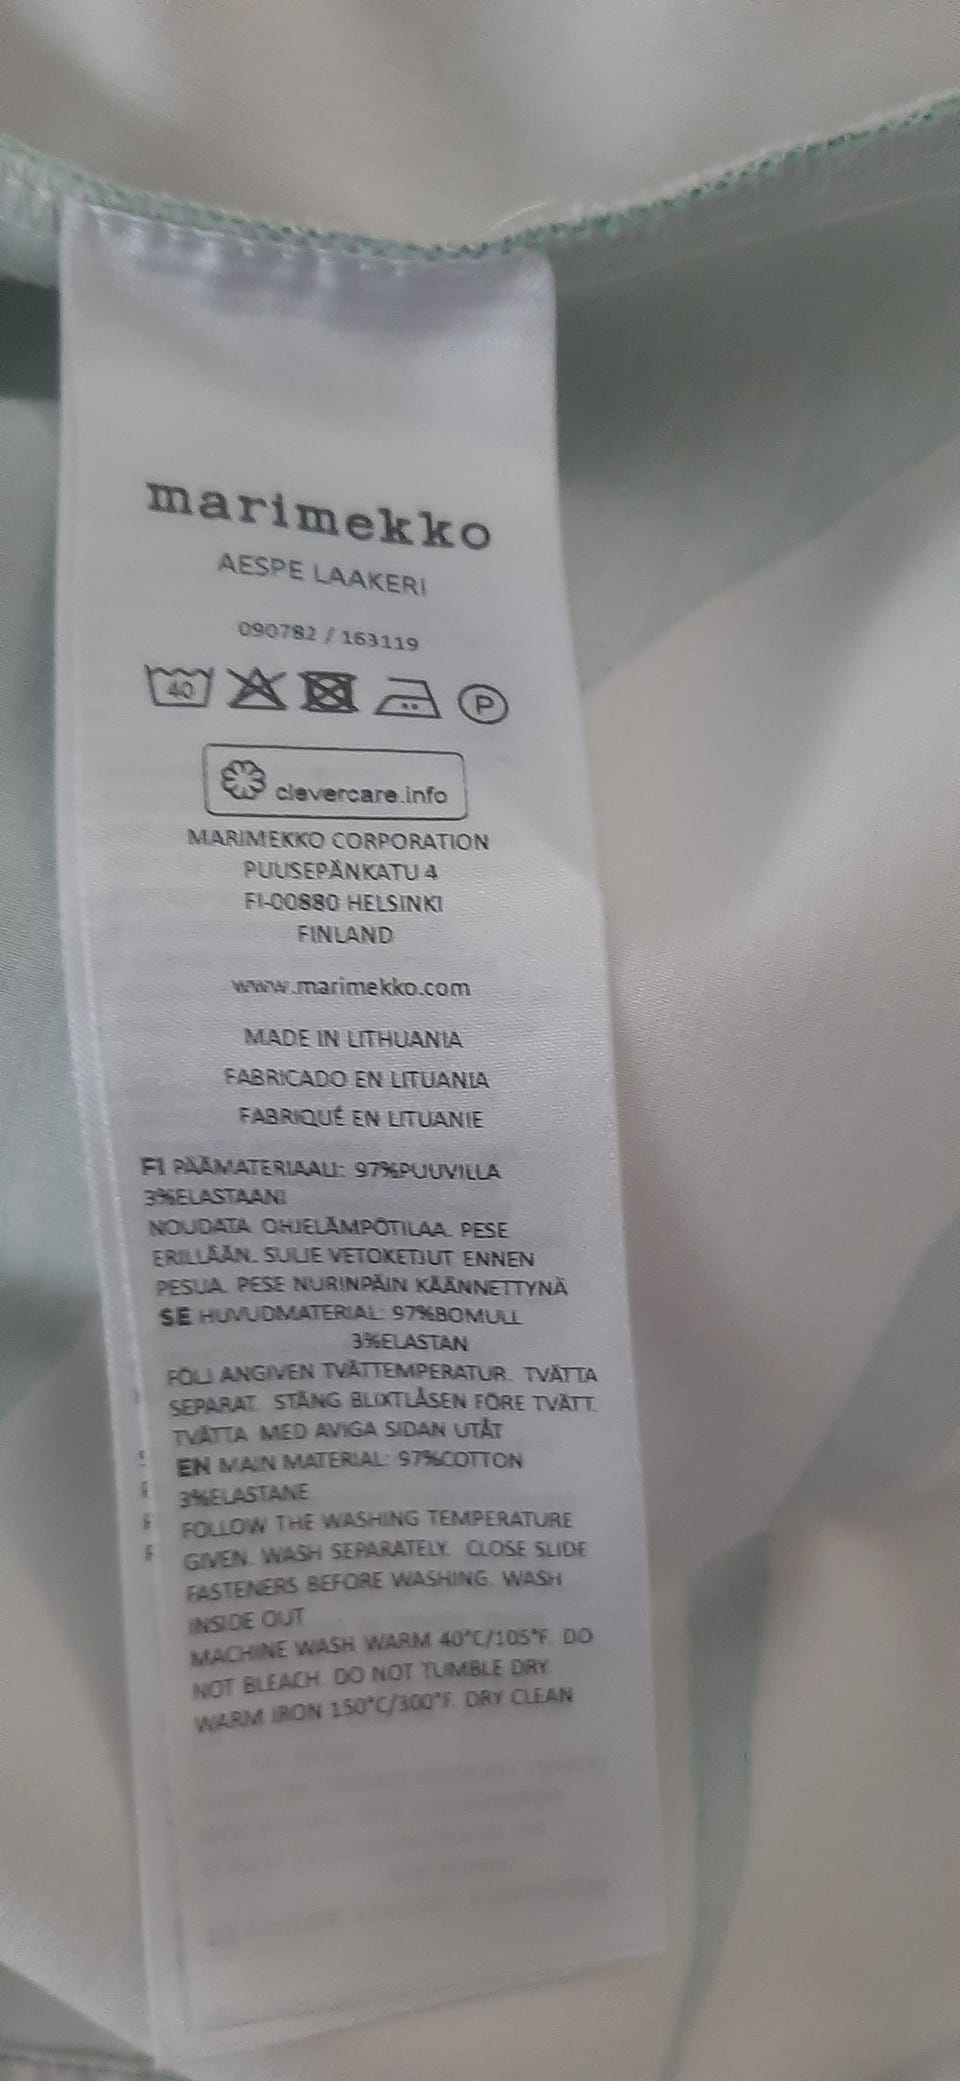 marimekko
AESPE LAAKERI
090782 / 163119
40
P
clevercare.info
MARIMEKKO CORPORATION
PUUSEPÄNKATU 4
FI-00880 HELSINKI
FINLAND
www.marimekko.com
MADE IN LITHUANIA
FABRICADO EN LITUANIA
FABRIQUÉ EN LITUANIE
FI PÄÄMATERIAALI: 97%PUUVILLA
3%ELASTAANI
NOUDATA OHJELÄMPÖTILAA. PESE
ERILLÄÄN. SULJE VETOKETJUT ENNEN
PESUA. PESE NURINPÄIN KÄÄNNETTYNÄ
SE HUVUDMATERIAL: 97%BOMULL
3%ELASTAN
FÖLJ ANGIVEN TVÄTTEMPERATUR. TVÄTTA
SEPARAT. STÄNG BLIXTLÅSEN FÖRE TVÄTT.
TVÄTTA MED AVIGA SIDAN UTÅT
EN MAIN MATERIAL: 97%COTTON
3%ELASTANE
FOLLOW THE WASHING TEMPERATURE
GIVEN. WASH SEPARATELY. CLOSE SLIDE
FASTENERS BEFORE WASHING. WASH
INSIDE OUT
MACHINE WASH WARM 40°C/105°F. DO
NOT BLEACH. DO NOT TUMBLE DRY.
WARM IRON 150°C/300°F. DRY CLEAN